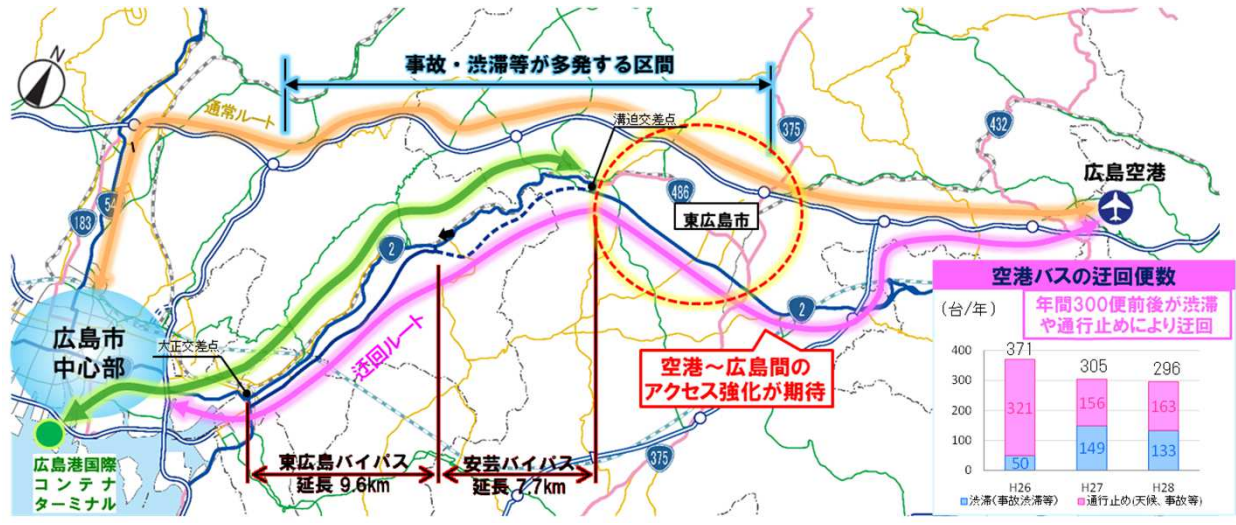 N
事故・渋滞等が多発する区間
通常ルート
溝迫交差点
375
432
広島空港
54
183
486
東広島市
2
広島市
中心部
大正交差点
迂回ルート
2
空港～広島間の
アクセス強化が期待
東広島バイパス
延長 9.6km
安芸バイパス
延長 7.7km
375
広島港国際
コンテナ
ターミナル
空港バスの迂回便数
(台/年)
年間300便前後が渋滞
や通行止めにより迂回
400
300
200
100
0
371
305
296
321
156
163
50
149
133
H26
H27
H28
渋滞(事故渋滞等)
通行止め(天候、事故等)